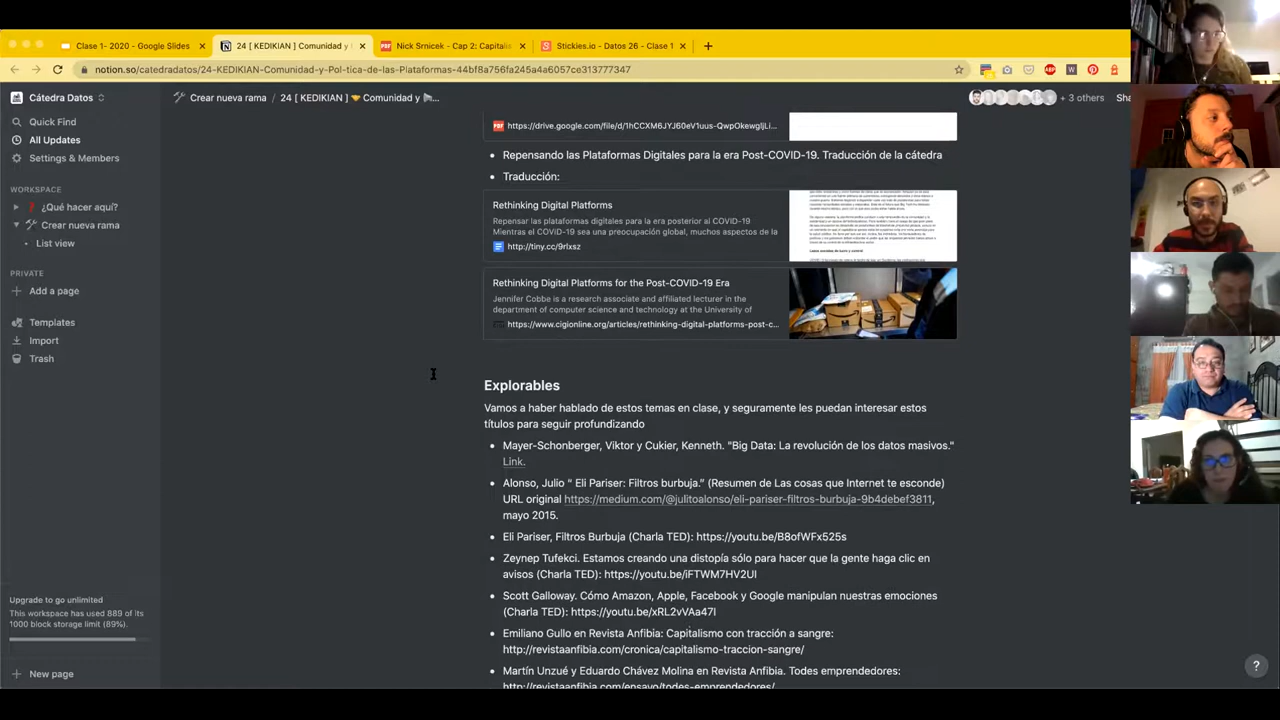 Clase 1- 2020 - Google Slides
24 [ KEDIKIAN ] Comunidad y
Nick Srnicek - Cap 2: Capitalis
Stickies.io - Datos 26 - Clase 1
notion.so/catedradatos/24-KEDIKIAN-Comunidad-y-Pol-tica-de-las-Plataformas-44bf8a756fa245a4a6057ce313777347
Cátedra Datos
Crear nueva rama / 24 [ KEDIKIAN ] Comunidad y ...
+ 3 others
Sha
Quick Find
All Updates
Settings & Members
WORKSPACE
¿Qué hacer aquí?
Crear nueva rama
List view
PRIVATE
Add a page
Templates
Import
Trash
Upgrade to go unlimited
This workspace has used 889 of its
1000 block storage limit (89%).
New page
• Repensando las Plataformas Digitales para la era Post-COVID-19. Traducción de la cátedra
• Traducción:
Rethinking Digital Platforms
Repensar las plataformas digitales para la era posterior al COVID-19
Mientras el COVID-19 sea una preocupación global, muchos aspectos de la
http://tiny.cc/9rlxsz
Rethinking Digital Platforms for the Post-COVID-19 Era
Jennifer Cobbe is a research associate and affiliated lecturer in the
department of computer science and technology at the University of
https://www.cigionline.org/articles/rethinking-digital-platforms-post-c...
Explorables
Vamos a haber hablado de estos temas en clase, y seguramente les puedan interesar estos
títulos para seguir profundizando
• Mayer-Schonberger, Viktor y Cukier, Kenneth. "Big Data: La revolución de los datos masivos."
Link.
• Alonso, Julio “ Eli Pariser: Filtros burbuja.” (Resumen de Las cosas que Internet te esconde)
URL original https://medium.com/@julitoalonso/eli-pariser-filtros-burbuja-9b4debef3811,
mayo 2015.
• Eli Pariser, Filtros Burbuja (Charla TED): https://youtu.be/B8ofWFx525s
• Zeynep Tufekci. Estamos creando una distopía sólo para hacer que la gente haga clic en
avisos (Charla TED): https://youtu.be/iFTWM7HV2UI
• Scott Galloway. Cómo Amazon, Apple, Facebook y Google manipulan nuestras emociones
(Charla TED): https://youtu.be/xRL2vVAa47I
• Emiliano Gullo en Revista Anfibia: Capitalismo con tracción a sangre:
http://revistaanfibia.com/cronica/capitalismo-traccion-sangre/
• Martín Unzué y Eduardo Chávez Molina en Revista Anfibia. Todes emprendedores:
http://revistaanfibia.com/ensayo/todes-emprendedores/
?